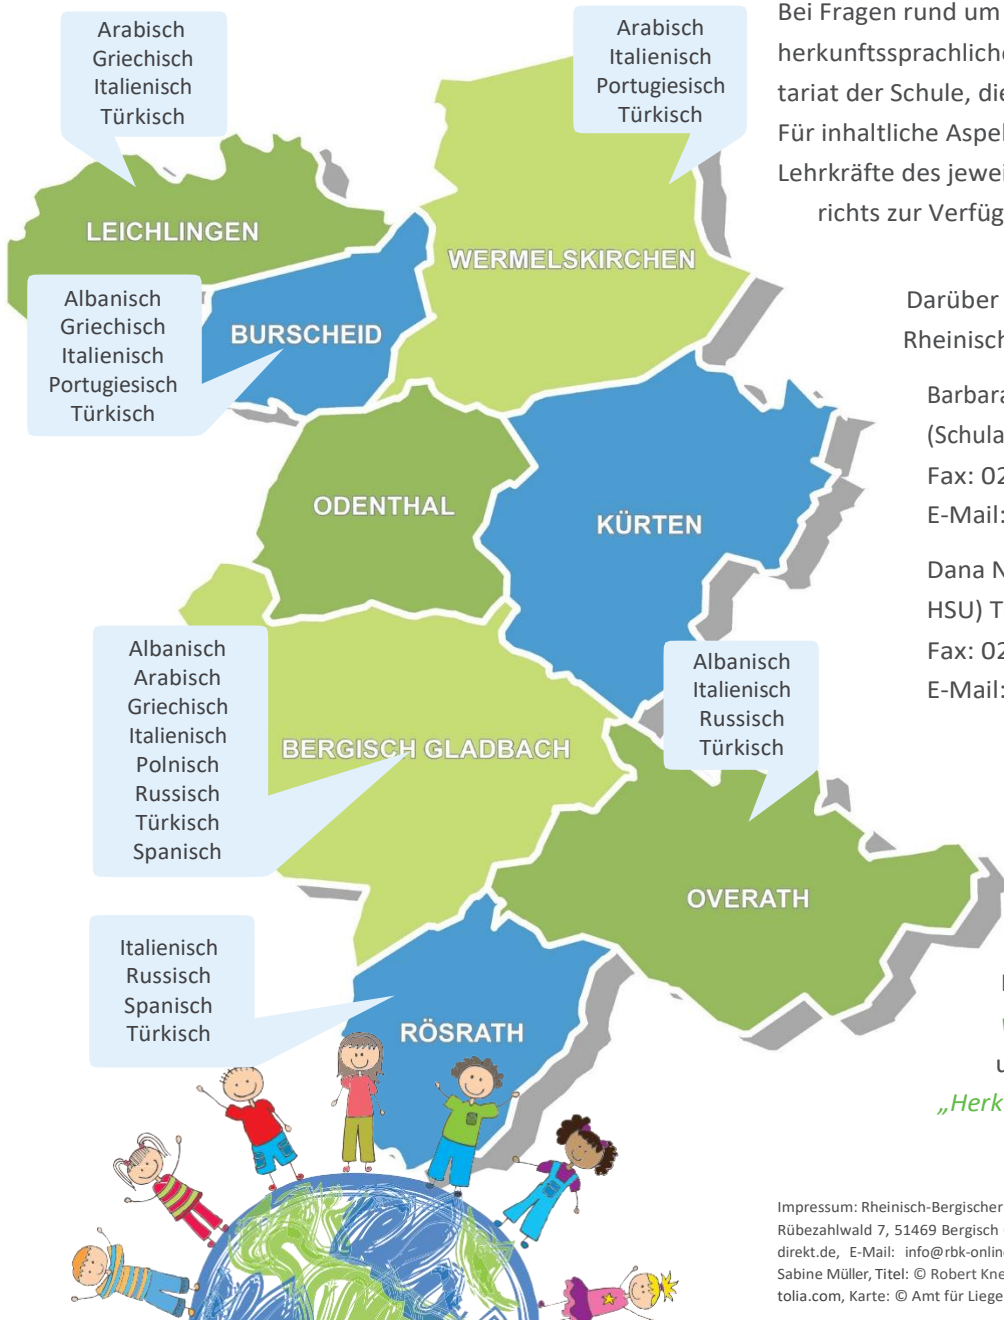 Arabisch
Griechisch
Italienisch
Türkisch
Arabisch
Italienisch
Portugiesisch
Türkisch
LEICHLINGEN
WERMELSKIRCHEN
Albanisch
Griechisch
Italienisch
Portugiesisch
Türkisch
BURSCHEID
ODENTHAL
KÜRTEN
Albanisch
Arabisch
Griechisch
Italienisch
Polnisch
Russisch
Türkisch
Spanisch
BERGISCH GLADBACH
Albanisch
Italienisch
Russisch
Türkisch
OVERATH
Italienisch
Russisch
Spanisch
Türkisch
RÖSRATH
Bei Fragen rund um
herkunftssprachliche
tariat der Schule, die
Für inhaltliche Aspe
Lehrkräfte des jewei
richts zur Verfüg
Darüber
Rheinisch
Barbara
(Schula
Fax: 02
E-Mail:
Dana N
HSU) T
Fax: 02
E-Mail:
u
„Herk
Impressum: Rheinisch-Bergischer
Rübezahlwald 7, 51469 Bergisch
direkt.de, E-Mail: info@rbk-onlin
Sabine Müller, Titel: © Robert Kne
tolia.com, Karte: © Amt für Liege